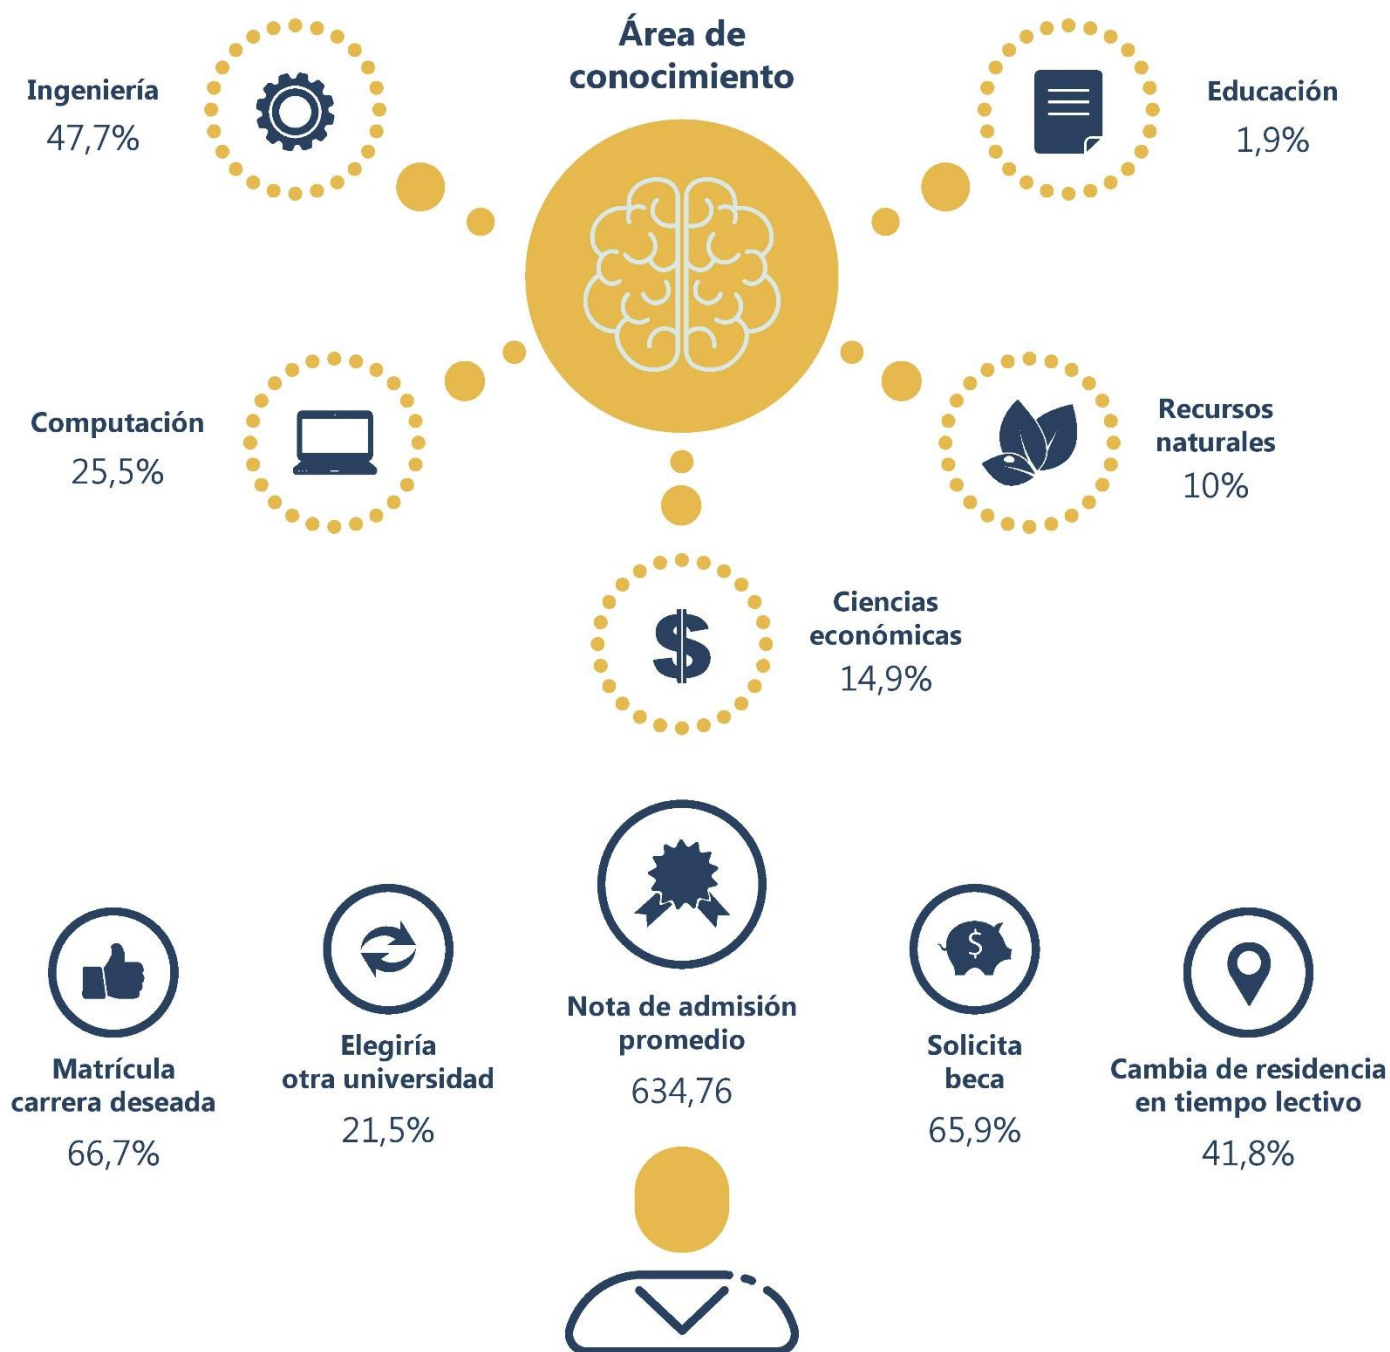 Área de
conocimiento
Ingeniería
47,7%
Educación
1,9%
Computación
25,5%
Recursos
naturales
10%
$
Ciencias
económicas
14,9%
Matrícula
carrera deseada
66,7%
Elegiría
otra universidad
21,5%
Nota de admisión
promedio
634,76
$
Solicita
beca
65,9%
Cambia de residencia
en tiempo lectivo
41,8%